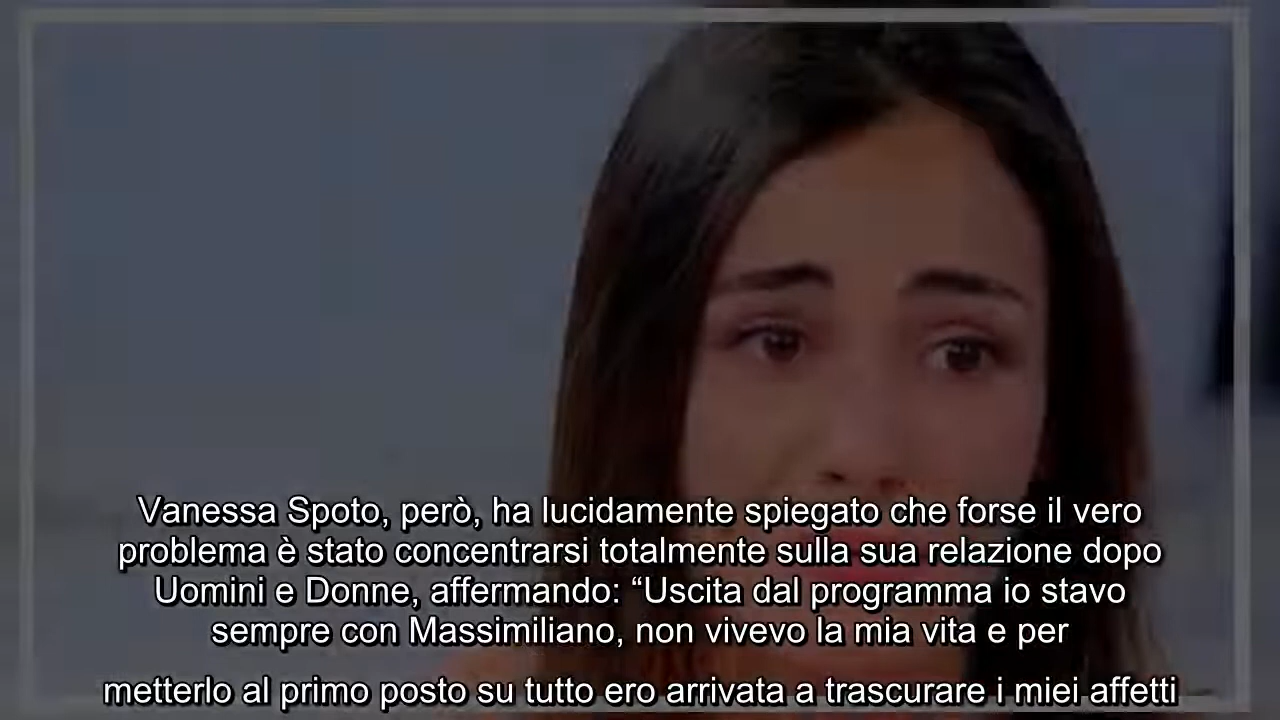 Vanessa Spoto, però, ha lucidamente spiegato che forse il vero
problema è stato concentrarsi totalmente sulla sua relazione dopo
Uomini e Donne, affermando: “Uscita dal programma io stavo
sempre con Massimiliano, non vivevo la mia vita e per
metterlo al primo posto su tutto ero arrivata a trascurare i miei affetti